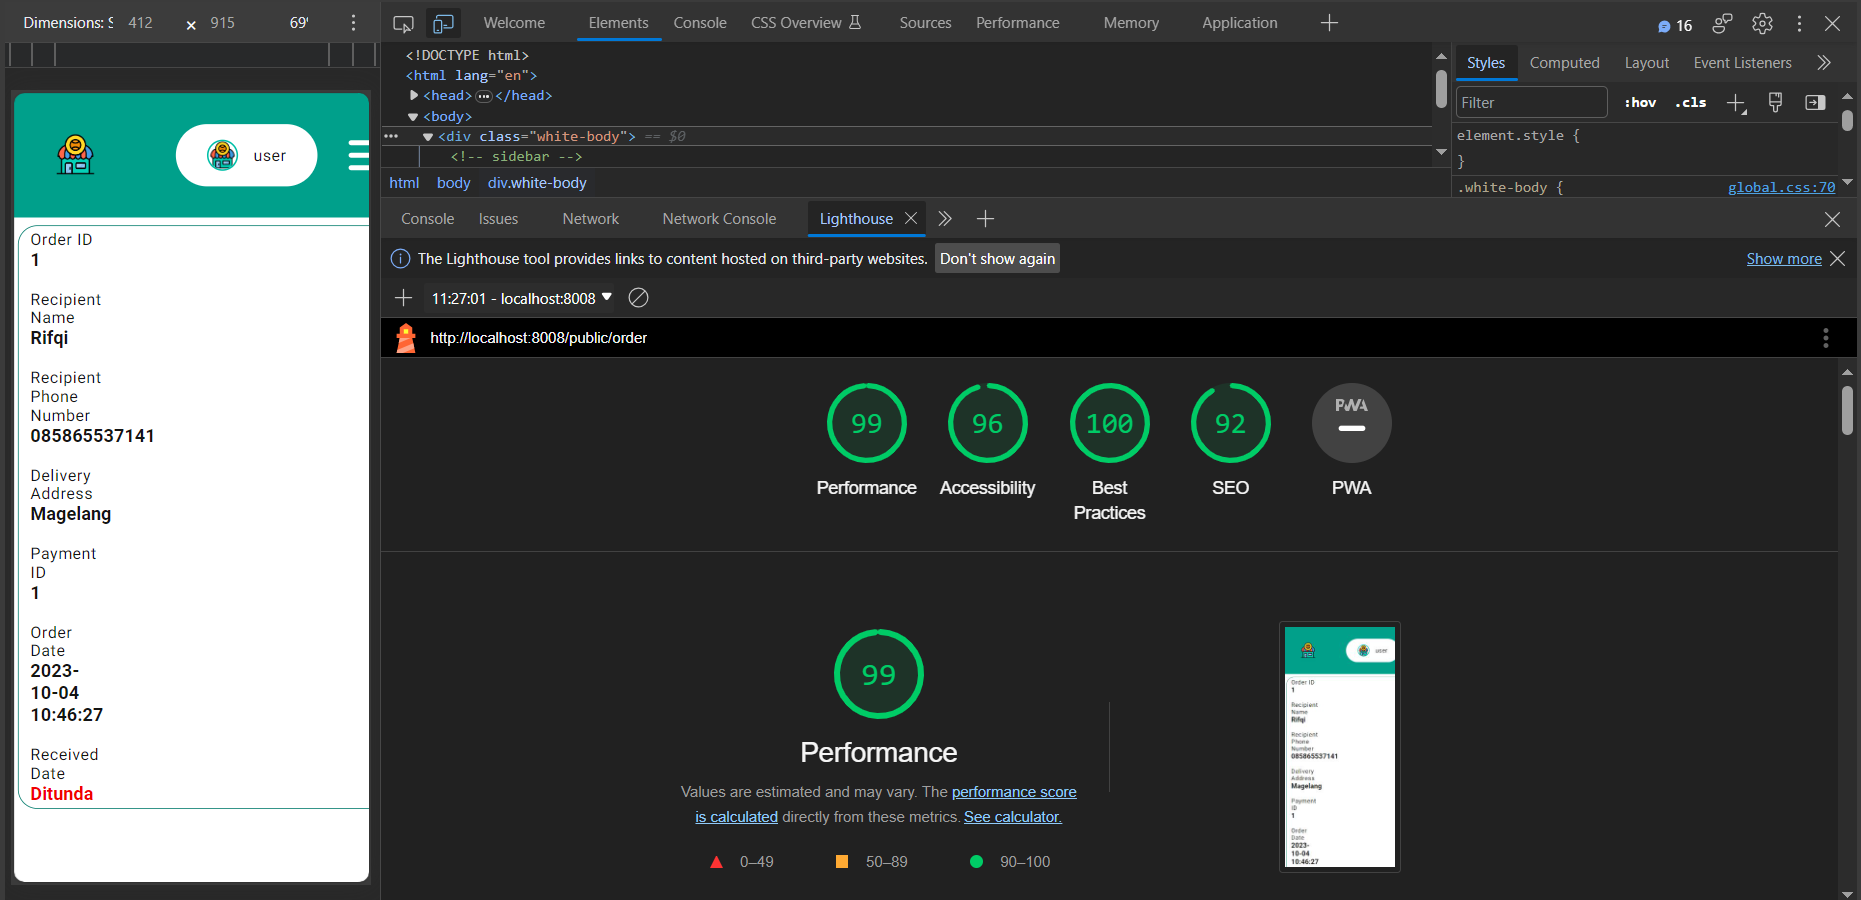 Dimensions: S 412 × 915 69'
Welcome Elements Console CSS Overview Sources Performance Memory Application
16
<!DOCTYPE html>
<html lang="en">
<head> ... </head>
<body>
... <div class="white-body"> == $0
<!-- sidebar -->
html body div.white-body
Styles Computed Layout Event Listeners
Filter :hov .cls
element.style {
}
.white-body { global.css:70
Console Issues Network Network Console Lighthouse
The Lighthouse tool provides links to content hosted on third-party websites. Don't show again Show more
11:27:01 - localhost:8008
http://localhost:8008/public/order
99 96 100 92 PWA
Performance Accessibility Best Practices SEO PWA
99
Performance
Values are estimated and may vary. The performance score
is calculated directly from these metrics. See calculator.
0–49 50–89 90–100
user
Order ID
1
Recipient
Name
Rifqi
Recipient
Phone
Number
085865537141
Delivery
Address
Magelang
Payment
ID
1
Order
Date
2023-
10-04
10:46:27
Received
Date
Ditunda
user
Order ID
1
Recipient
Name
Rifqi
Recipient
Phone
Number
085865537141
Delivery
Address
Magelang
Payment
ID
1
Order
Date
2023-
10-04
10:46:27